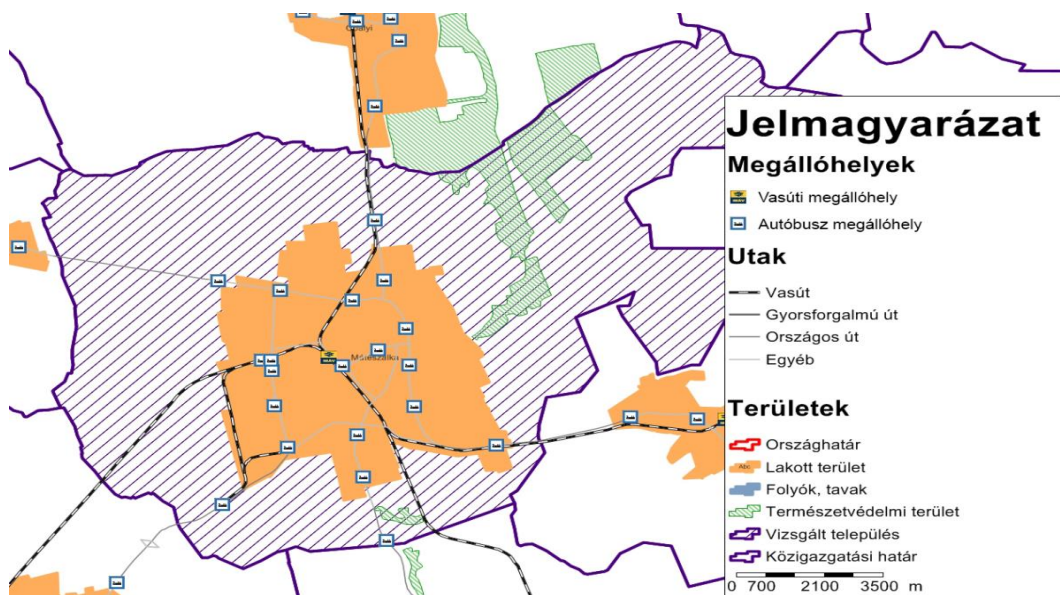 Jelmagyarázat
Megállóhelyek
Vasúti megállóhely
Autóbusz megállóhely
Utak
Vasút
Gyorsforgalmú út
Országos út
Egyéb
Területek
Országhatár
Abc Lakott terület
Folyók, tavak
Természetvédelmi terület
Vizsgált település
Közigazgatási határ
0 700 2100 3500 m